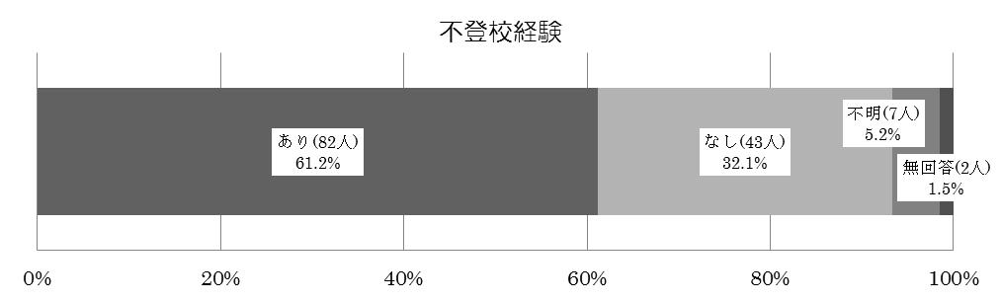 不登校経験
あり(82人)
61.2%
なし(43人)
32.1%
不明(7人)
5.2%
無回答(2人)
1.5%
0%
20%
40%
60%
80%
100%